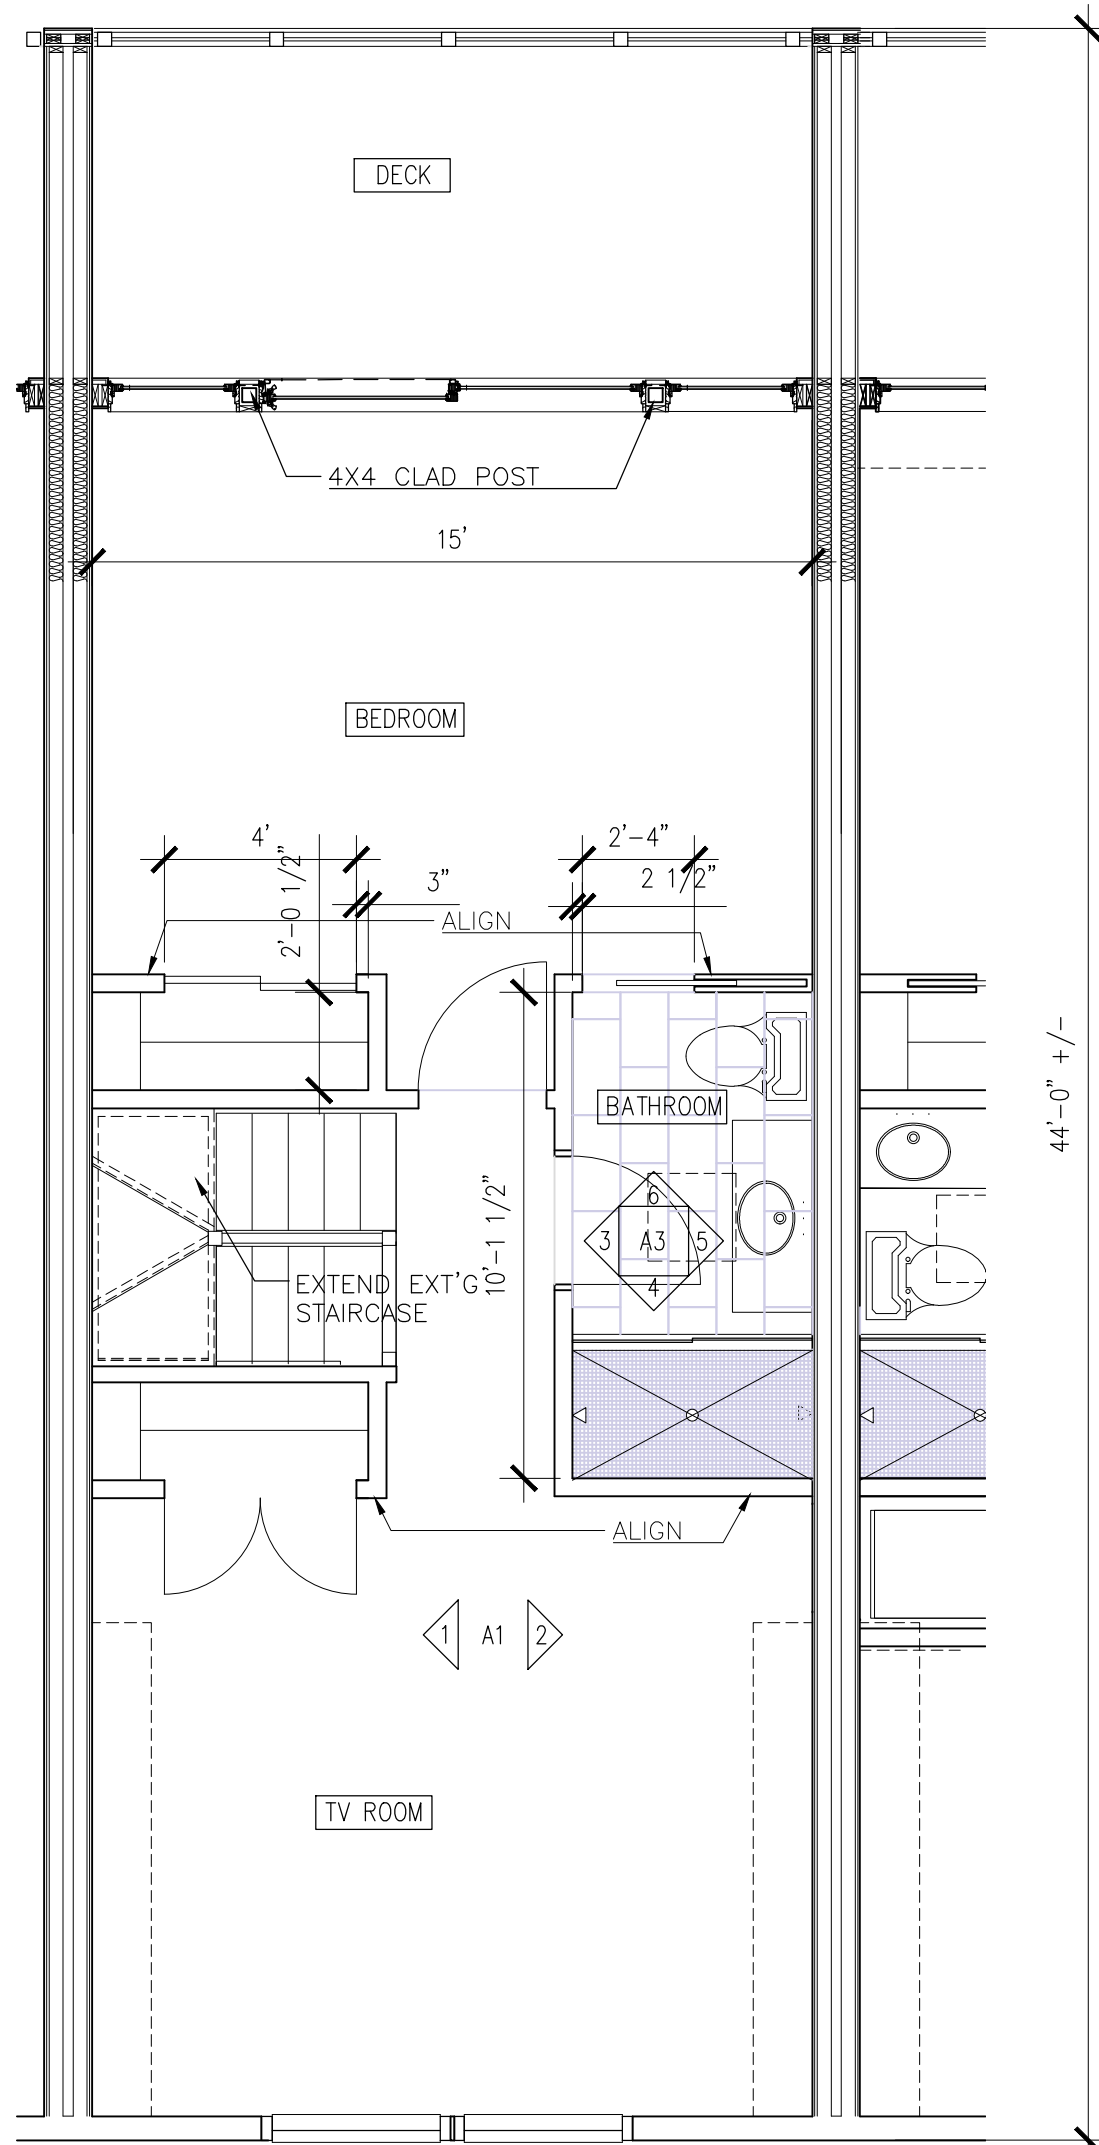 DECK
4X4 CLAD POST
15'
BEDROOM
4'
2'-4"
2'-0 1/2"
3"
2 1/2"
ALIGN
44'-0" +/-
BATHROOM
10'-1 1/2"
6
3 A3 5
4
EXTEND EXT'G
STAIRCASE
ALIGN
1 A1 2
TV ROOM